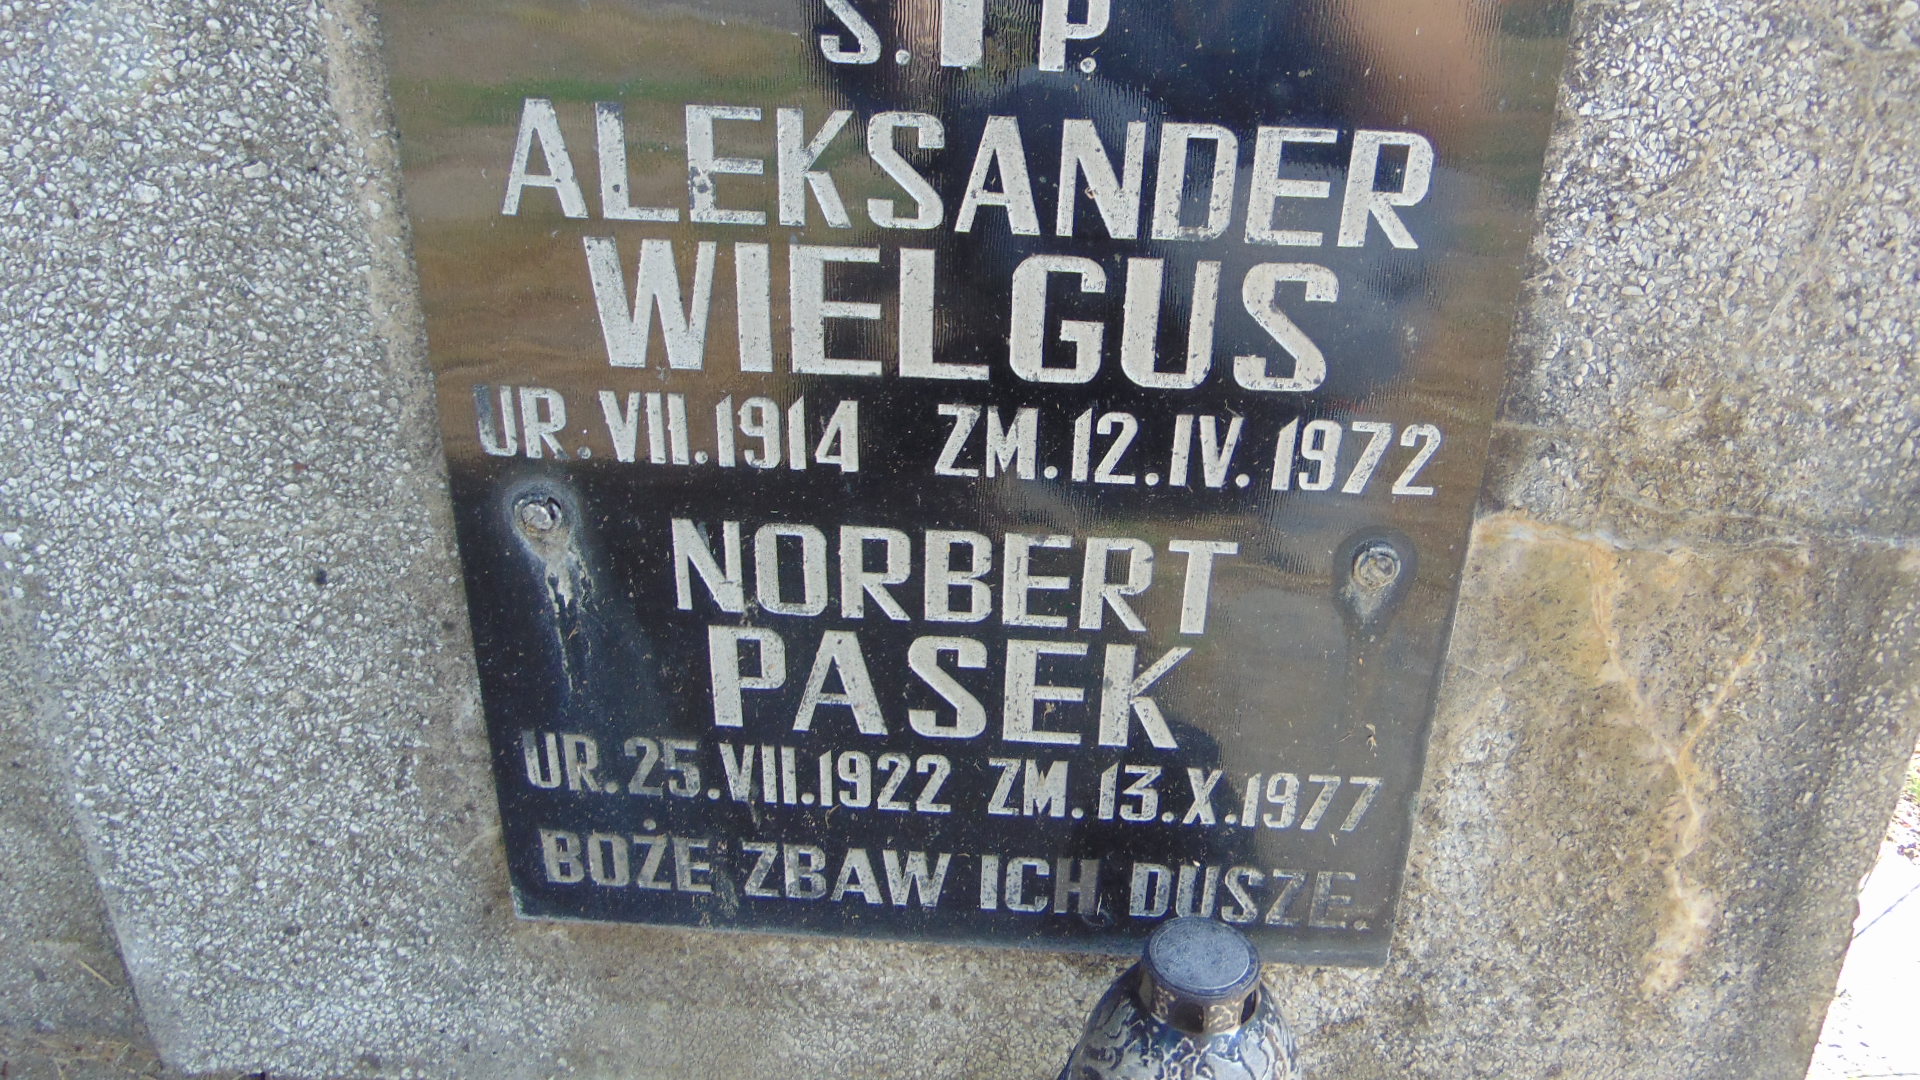 S. † P.
ALEKSANDER
WIELGUS
UR. VII. 1914 ZM. 12. IV. 1972
NORBERT
PASEK
UR. 25. VII. 1922 ZM. 13. X. 1977
BOŻE ZBAW ICH DUSZE.